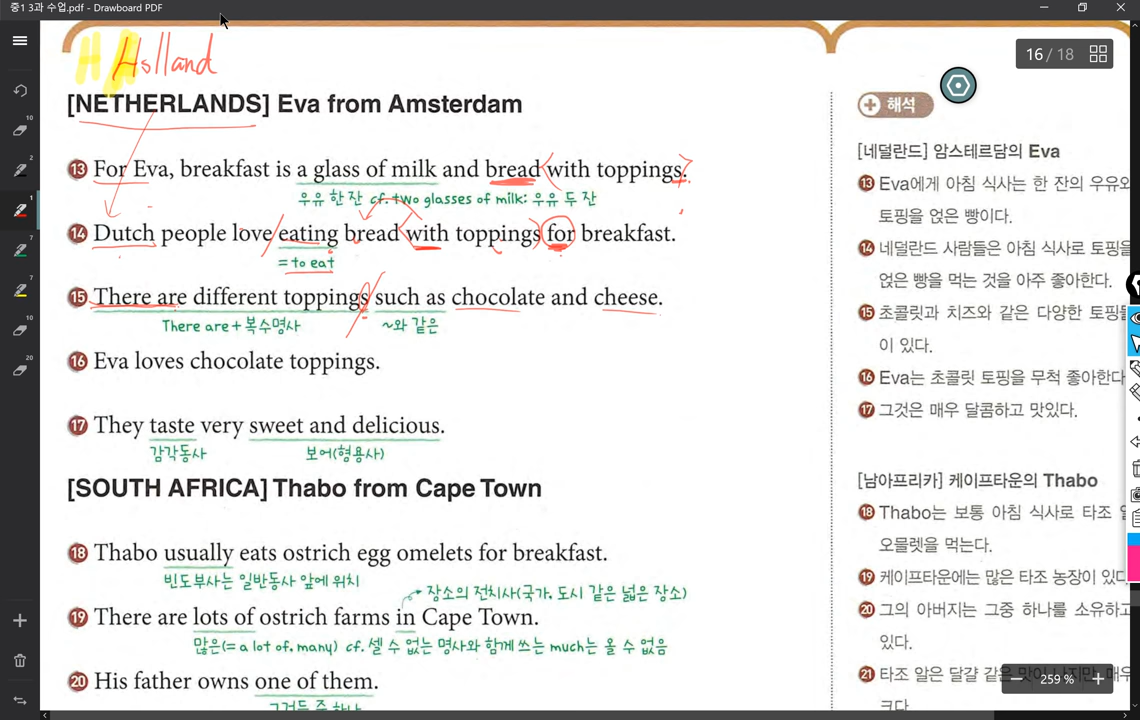 중1 3과 수업.pdf - Drawboard PDF
H Holland
16 / 18
[NETHERLANDS] Eva from Amsterdam
13 For Eva, breakfast is a glass of milk and bread with toppings.
우유 한 잔 cf. two glasses of milk: 우유 두 잔
14 Dutch people love eating bread with toppings for breakfast.
= to eat
15 There are different toppings such as chocolate and cheese.
There are + 복수명사
~와 같은
16 Eva loves chocolate toppings.
17 They taste very sweet and delicious.
감각동사
보어(형용사)
[SOUTH AFRICA] Thabo from Cape Town
18 Thabo usually eats ostrich egg omelets for breakfast.
빈도부사는 일반동사 앞에 위치
장소의 전치사(국가, 도시 같은 넓은 장소)
19 There are lots of ostrich farms in Cape Town.
많은(= a lot of, many) cf. 셀 수 없는 명사와 함께 쓰는 much는 올 수 없음
20 His father owns one of them.
해석
[네덜란드] 암스테르담의 Eva
13 Eva에게 아침 식사는 한 잔의 우유와
토핑을 얹은 빵이다.
14 네덜란드 사람들은 아침 식사로 토핑을
얹은 빵을 먹는 것을 아주 좋아한다.
15 초콜릿과 치즈와 같은 다양한 토핑들
이 있다.
16 Eva는 초콜릿 토핑을 무척 좋아한다
17 그것은 매우 달콤하고 맛있다.
[남아프리카] 케이프타운의 Thabo
18 Thabo는 보통 아침 식사로 타조 알
오믈렛을 먹는다.
19 케이프타운에는 많은 타조 농장이 있다
20 그의 아버지는 그중 하나를 소유하고
있다.
21 타조 알은 달걀 같은
크다
259 %
10
2
1
7
7
10
20